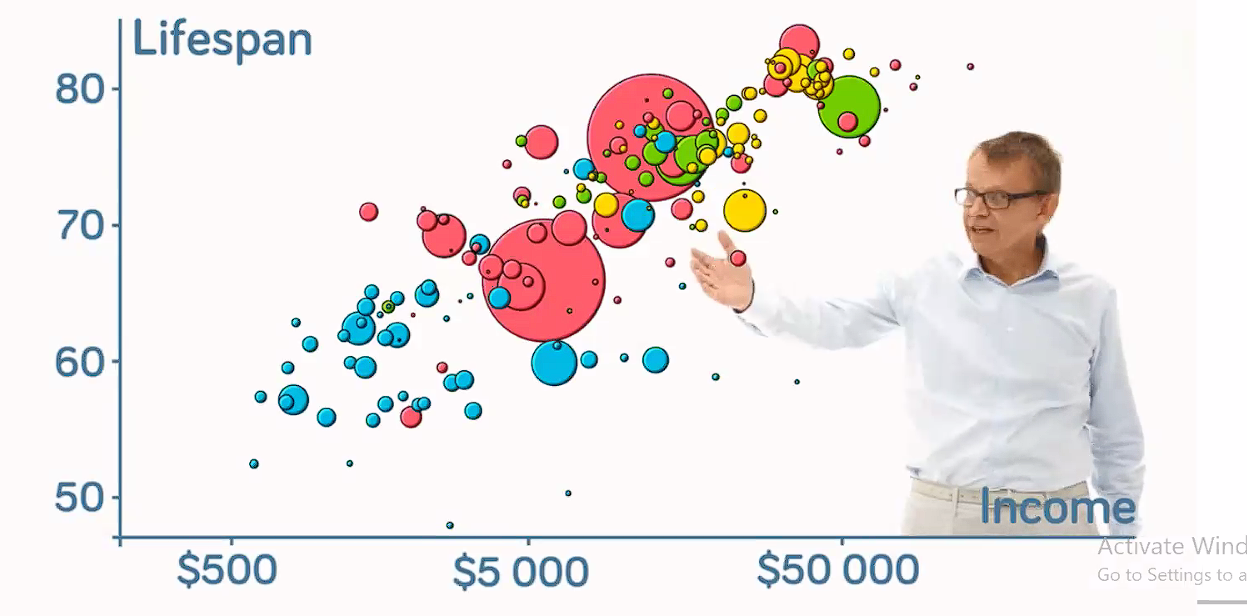 Lifespan
80
70
60
50
Income
$500
$5 000
$50 000
Activate Wind
Go to Settings to a